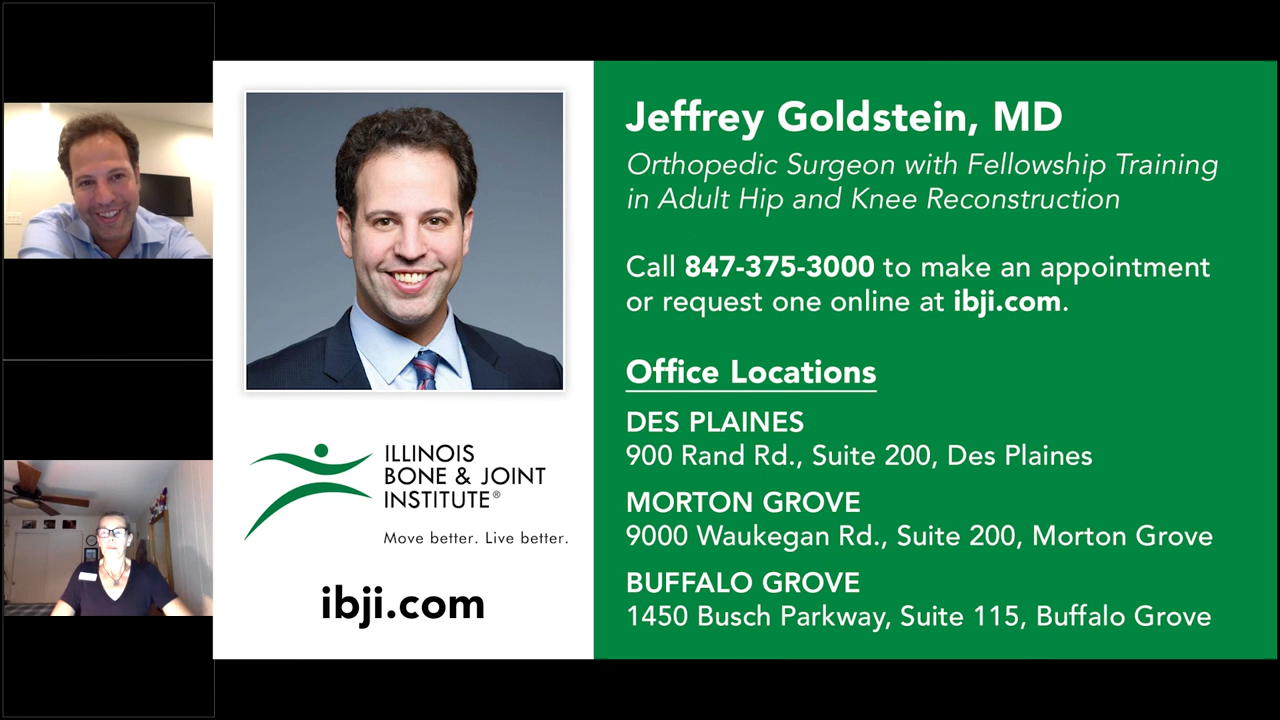 Jeffrey Goldstein, MD
Orthopedic Surgeon with Fellowship Training
in Adult Hip and Knee Reconstruction
Call 847-375-3000 to make an appointment
or request one online at ibji.com.
Office Locations
DES PLAINES
900 Rand Rd., Suite 200, Des Plaines
MORTON GROVE
9000 Waukegan Rd., Suite 200, Morton Grove
BUFFALO GROVE
1450 Busch Parkway, Suite 115, Buffalo Grove
ILLINOIS
BONE & JOINT
INSTITUTE®
Move better. Live better.
ibji.com